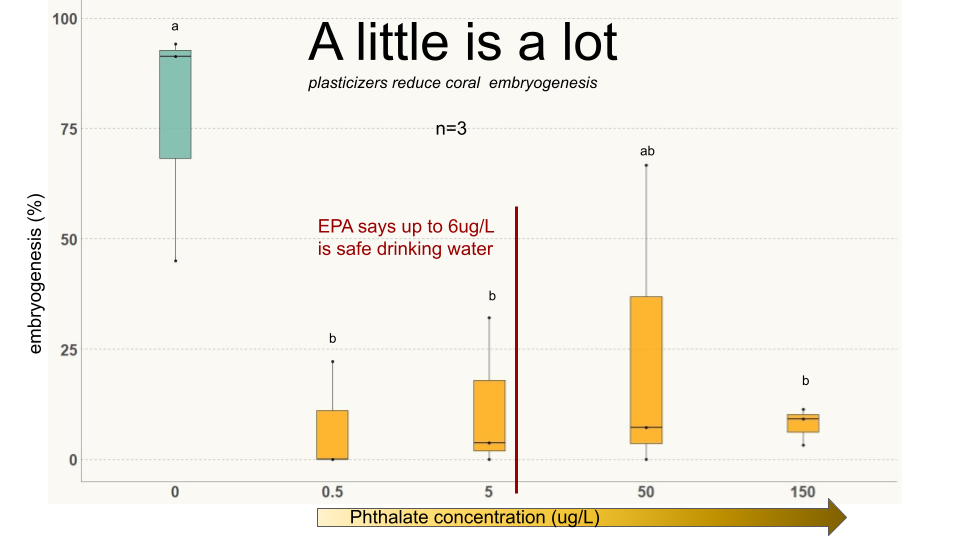 A little is a lot
plasticizers reduce coral embryogenesis
n=3
100
75
50
25
0
embryogenesis (%)
a
b
b
ab
b
EPA says up to 6ug/L
is safe drinking water
0
0.5
5
50
150
Phthalate concentration (ug/L)